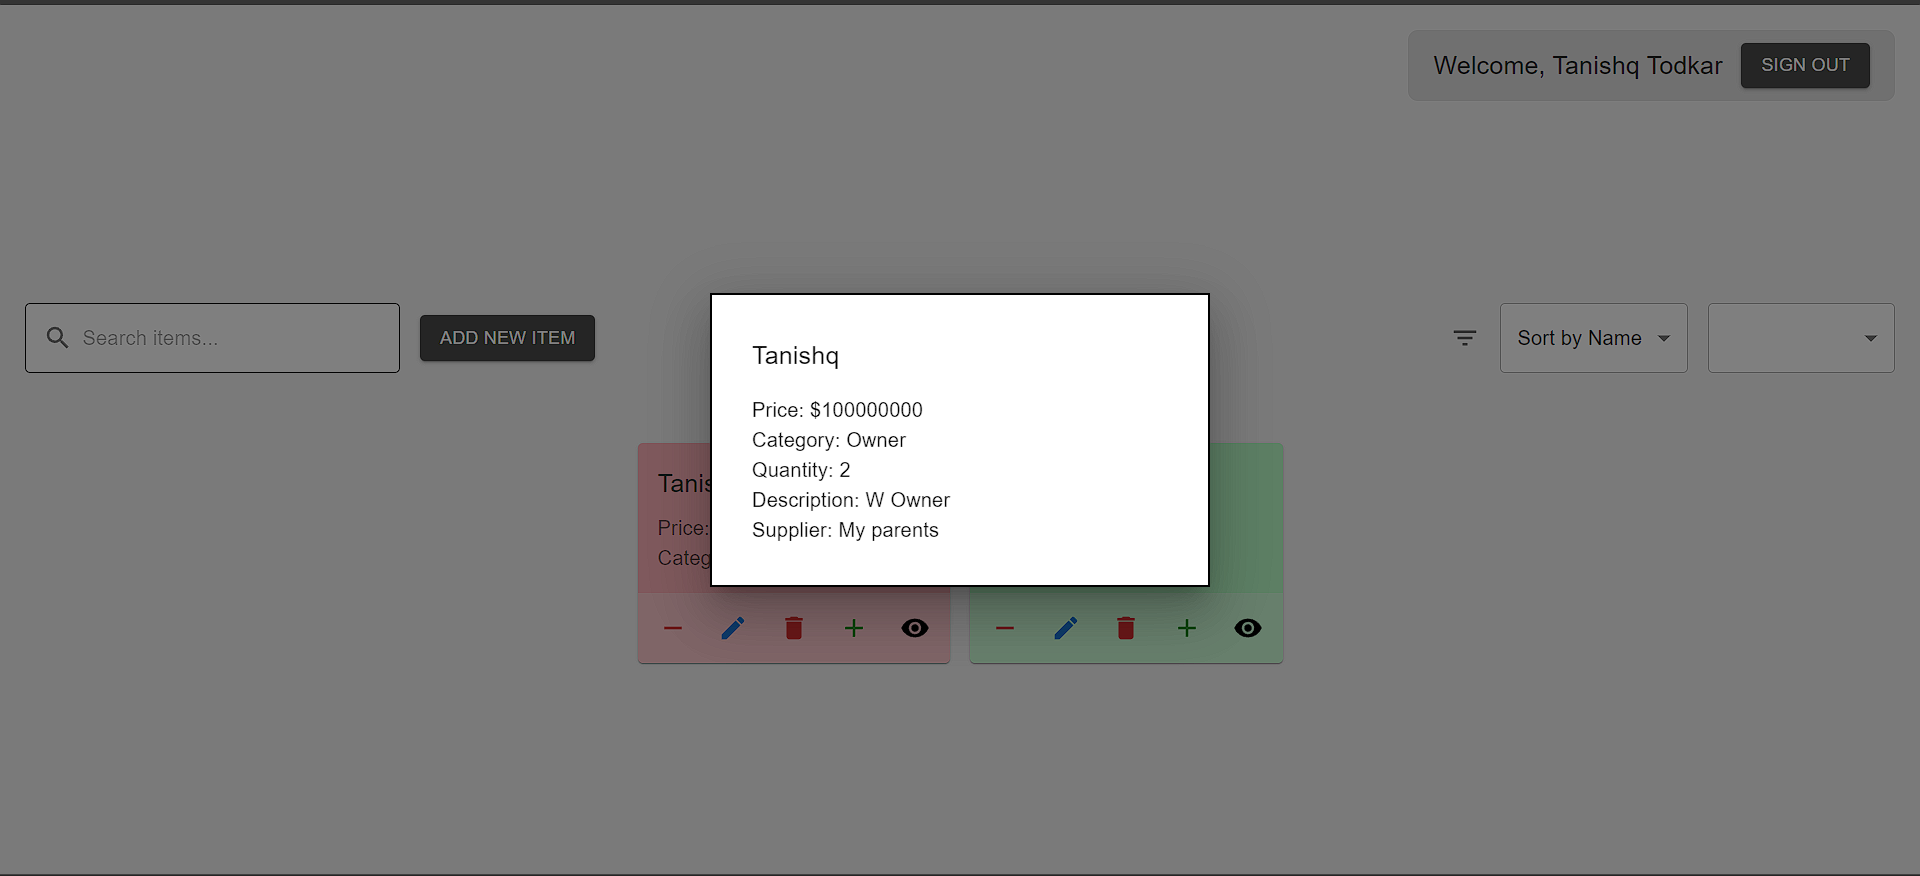 Welcome, Tanishq Todkar
SIGN OUT
Search items...
ADD NEW ITEM
Sort by Name
Tanishq
Price: $100000000
Category: Owner
Quantity: 2
Description: W Owner
Supplier: My parents
Tanis
Price:
Categ